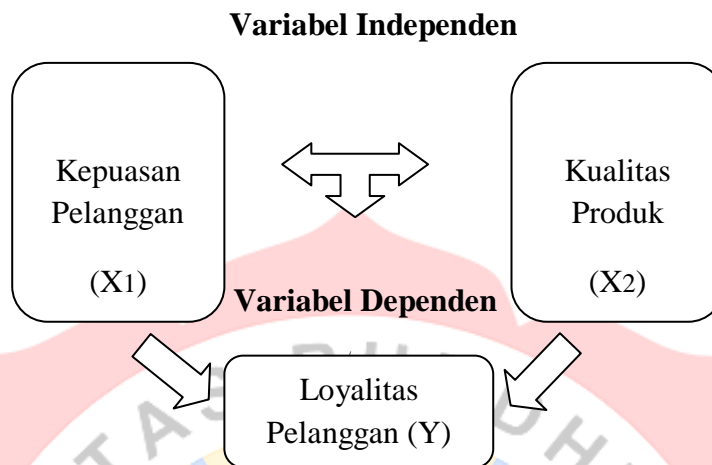 Variabel Independen
Kepuasan
Pelanggan
(X1)
Kualitas
Produk
(X2)
Variabel Dependen
Loyalitas
Pelanggan (Y)